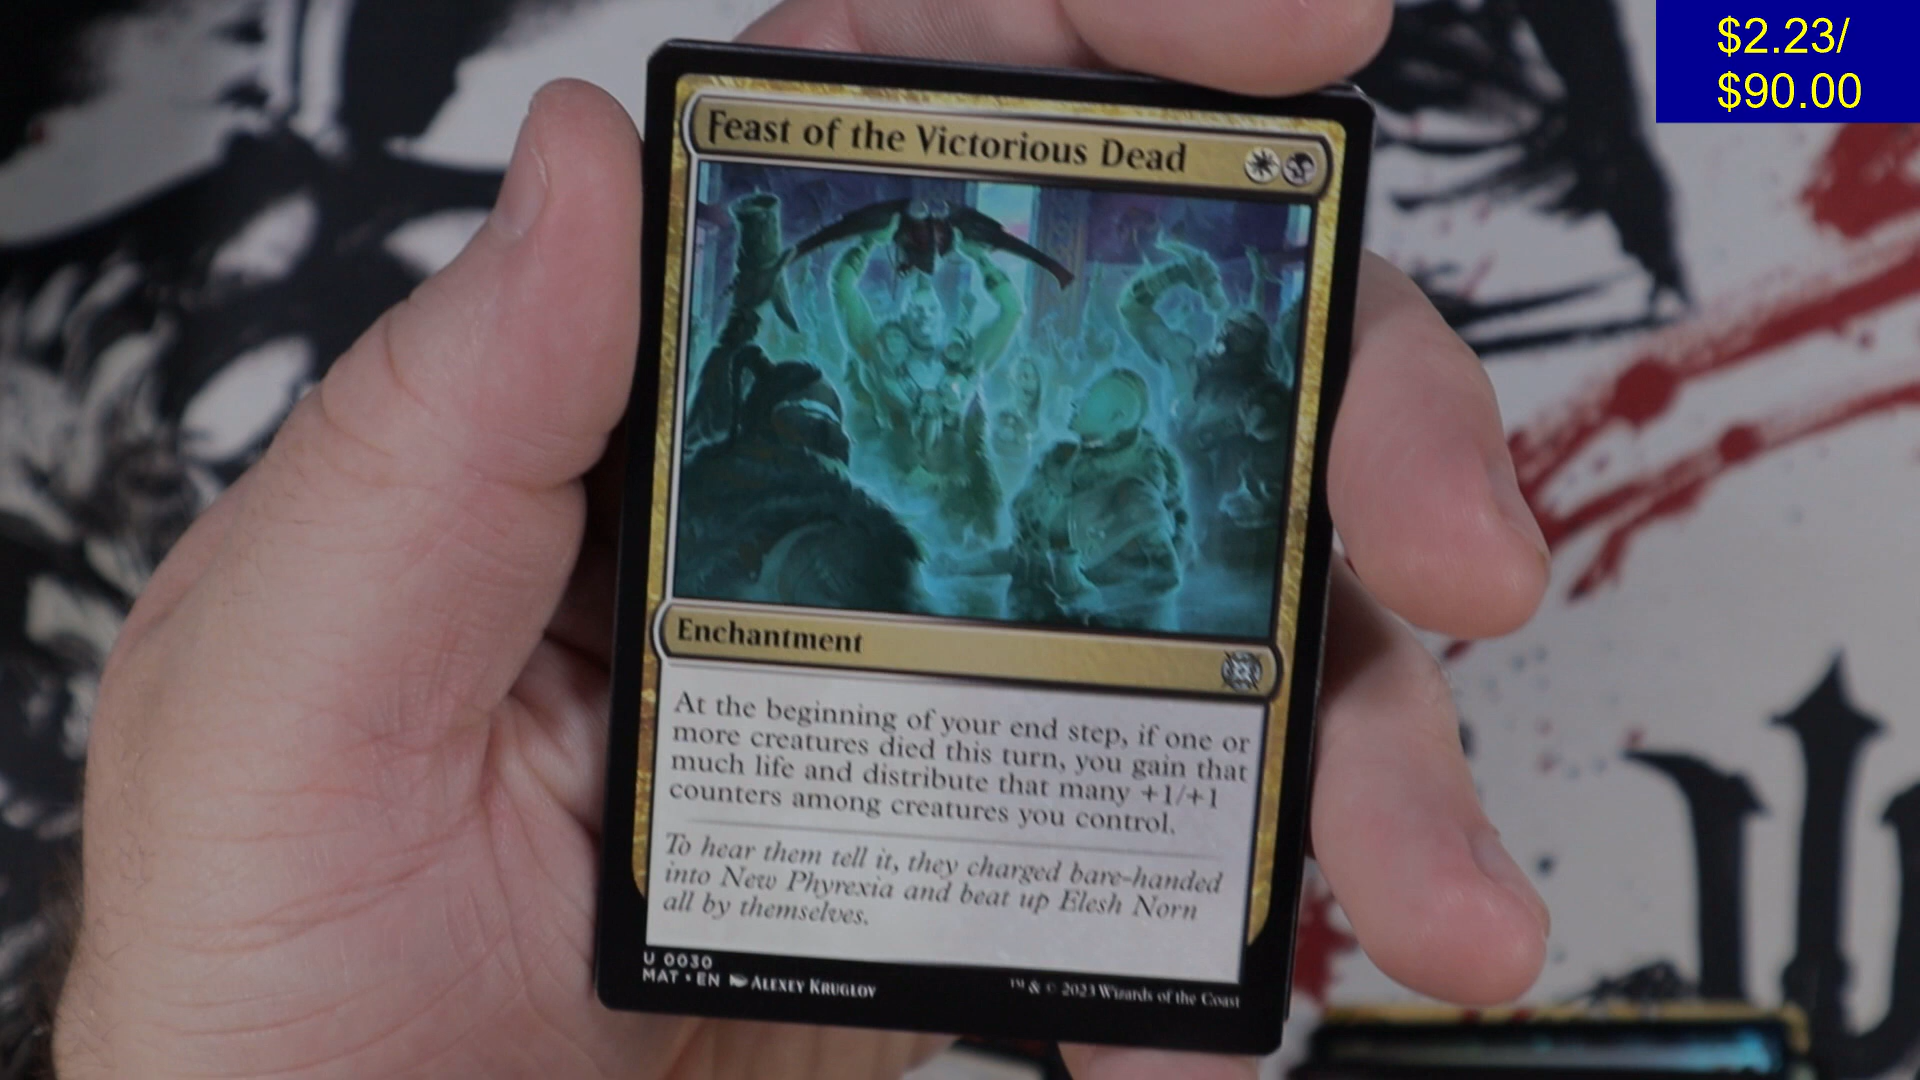 $2.23/
$90.00
Feast of the Victorious Dead
Enchantment
At the beginning of your end step, if one or
more creatures died this turn, you gain that
much life and distribute that many +1/+1
counters among creatures you control.
To hear them tell it, they charged bare-handed
into New Phyrexia and beat up Elesh Norn
all by themselves.
U 0030
MAT • EN ALEXEY KRUGLOV
™ & © 2023 Wizards of the Coast